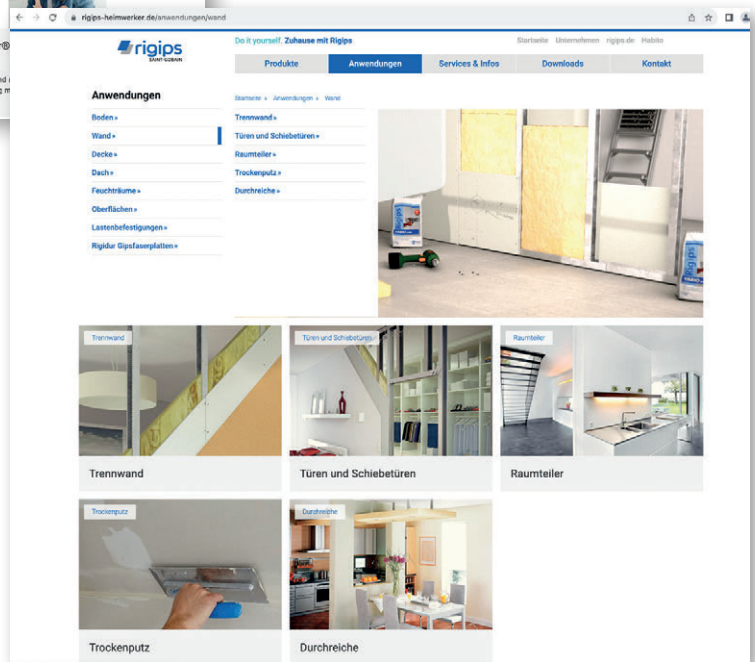 rigips-heimwerker.de/anwendungen/wand
rigips
SAINT-GOBAIN
Do it yourself, Zuhause mit Rigips
Startseite Unternehmen rigips.de Habito
Produkte Anwendungen Services & Infos Downloads Kontakt
Anwendungen
Startseite » Anwendungen » Wand
Boden »
Wand »
Decke »
Dach »
Feuchträume »
Oberflächen »
Lastenbefestigungen »
Rigidur Gipsfaserplatten »
Trennwand »
Türen und Schiebetüren »
Raumteiler »
Trockenputz »
Durchreiche »
Trennwand
Türen und Schiebetüren
Raumteiler
Trennwand
Türen und Schiebetüren
Raumteiler
Trockenputz
Durchreiche
Trockenputz
Durchreiche